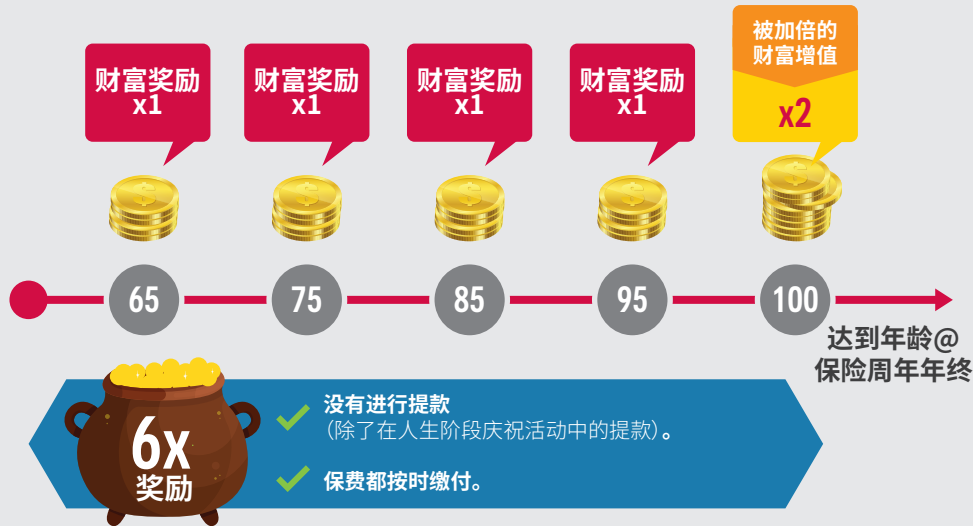 财富奖励
x1
财富奖励
x1
财富奖励
x1
财富奖励
x1
被加倍的
财富增值
x2
65
75
85
95
100
达到年龄@
保险周年年终
6x
奖励
没有进行提款
(除了在人生阶段庆祝活动中的提款)。
保费都按时缴付。